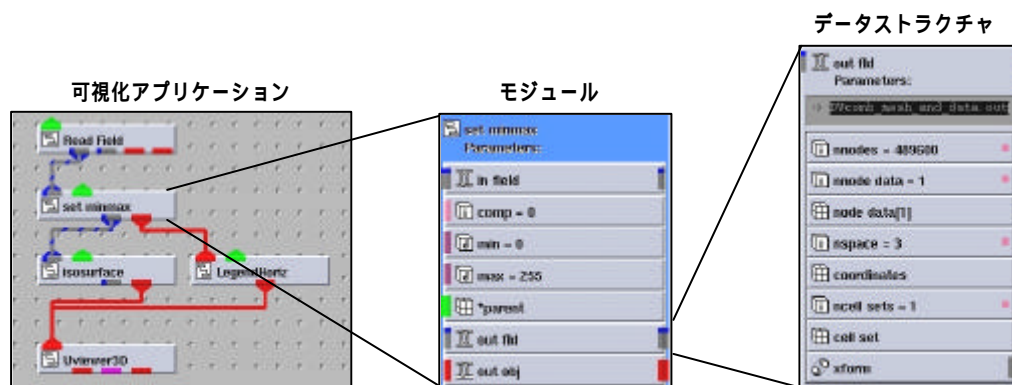 データストラクチャ
可視化アプリケーション
モジュール
Read Field
set minmax
isosurface
LegendHoriz
Uviewer3D
set minmax
Parameters:
in field
comp = 0
min = 0
max = 255
*parent
out fld
out obj
out fld
Parameters:
DVcomb_mesh_and_data.out
nnodes = 489600
nnode data = 1
node data[1]
nspace = 3
coordinates
ncell sets = 1
cell set
xform